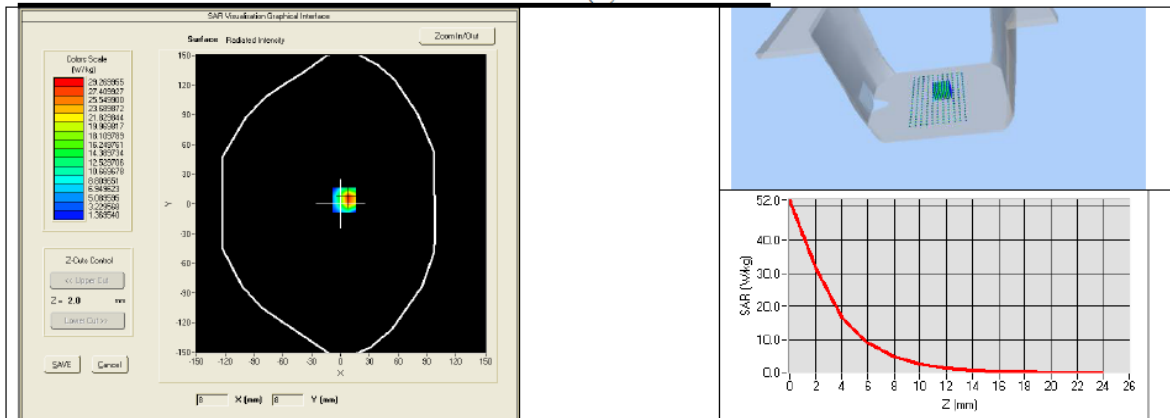 SAR Visualisation Graphical Interface
Surface Radiated Intensity
Zoom In/Out
Colors Scale
(W/kg)
29.269955
27.409927
25.549900
23.689872
21.829844
19.969817
18.109789
16.249761
14.389734
12.529706
10.669678
8.809651
6.949623
5.089595
3.229568
1.369540
150
120
90
60
30
0
-30
-60
-90
-120
-150
Y
-150 -120 -90 -60 -30 0 30 60 90 120 150
X
Z-Cuts Control
<< Upper Cut
Z = 2.0 mm
Lower Cut >>
SAVE Cancel
X (mm) Y (mm)
52.0
40.0
30.0
20.0
10.0
0.0
SAR (W/kg)
0 2 4 6 8 10 12 14 16 18 20 22 24 26
Z (mm)